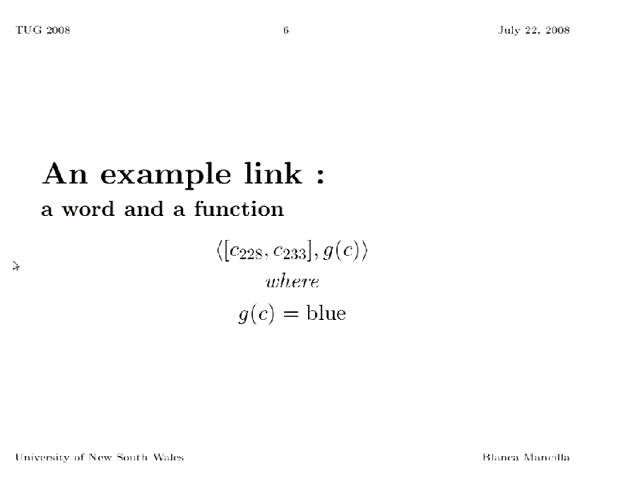 TUG 2008 6 July 22, 2008
An example link :
a word and a function
⟨[c₂₂₈, c₂₃₃], g(c)⟩
where
g(c) = blue
University of New South Wales Blanca Mancilla